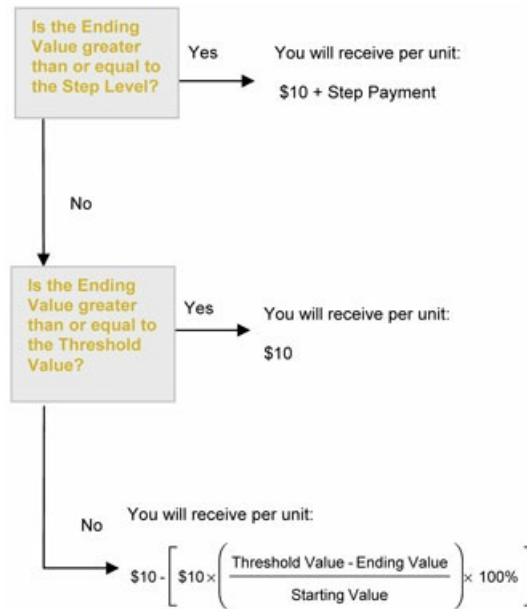 Is the Ending
Value greater
than or equal to
the Step Level?
Yes
You will receive per unit:
$10 + Step Payment
No
Is the Ending
Value greater
than or equal to
the Threshold
Value?
Yes
You will receive per unit:
$10
No
You will receive per unit:
$10 - [ $10 × ( Threshold Value - Ending Value / Starting Value ) × 100% ]